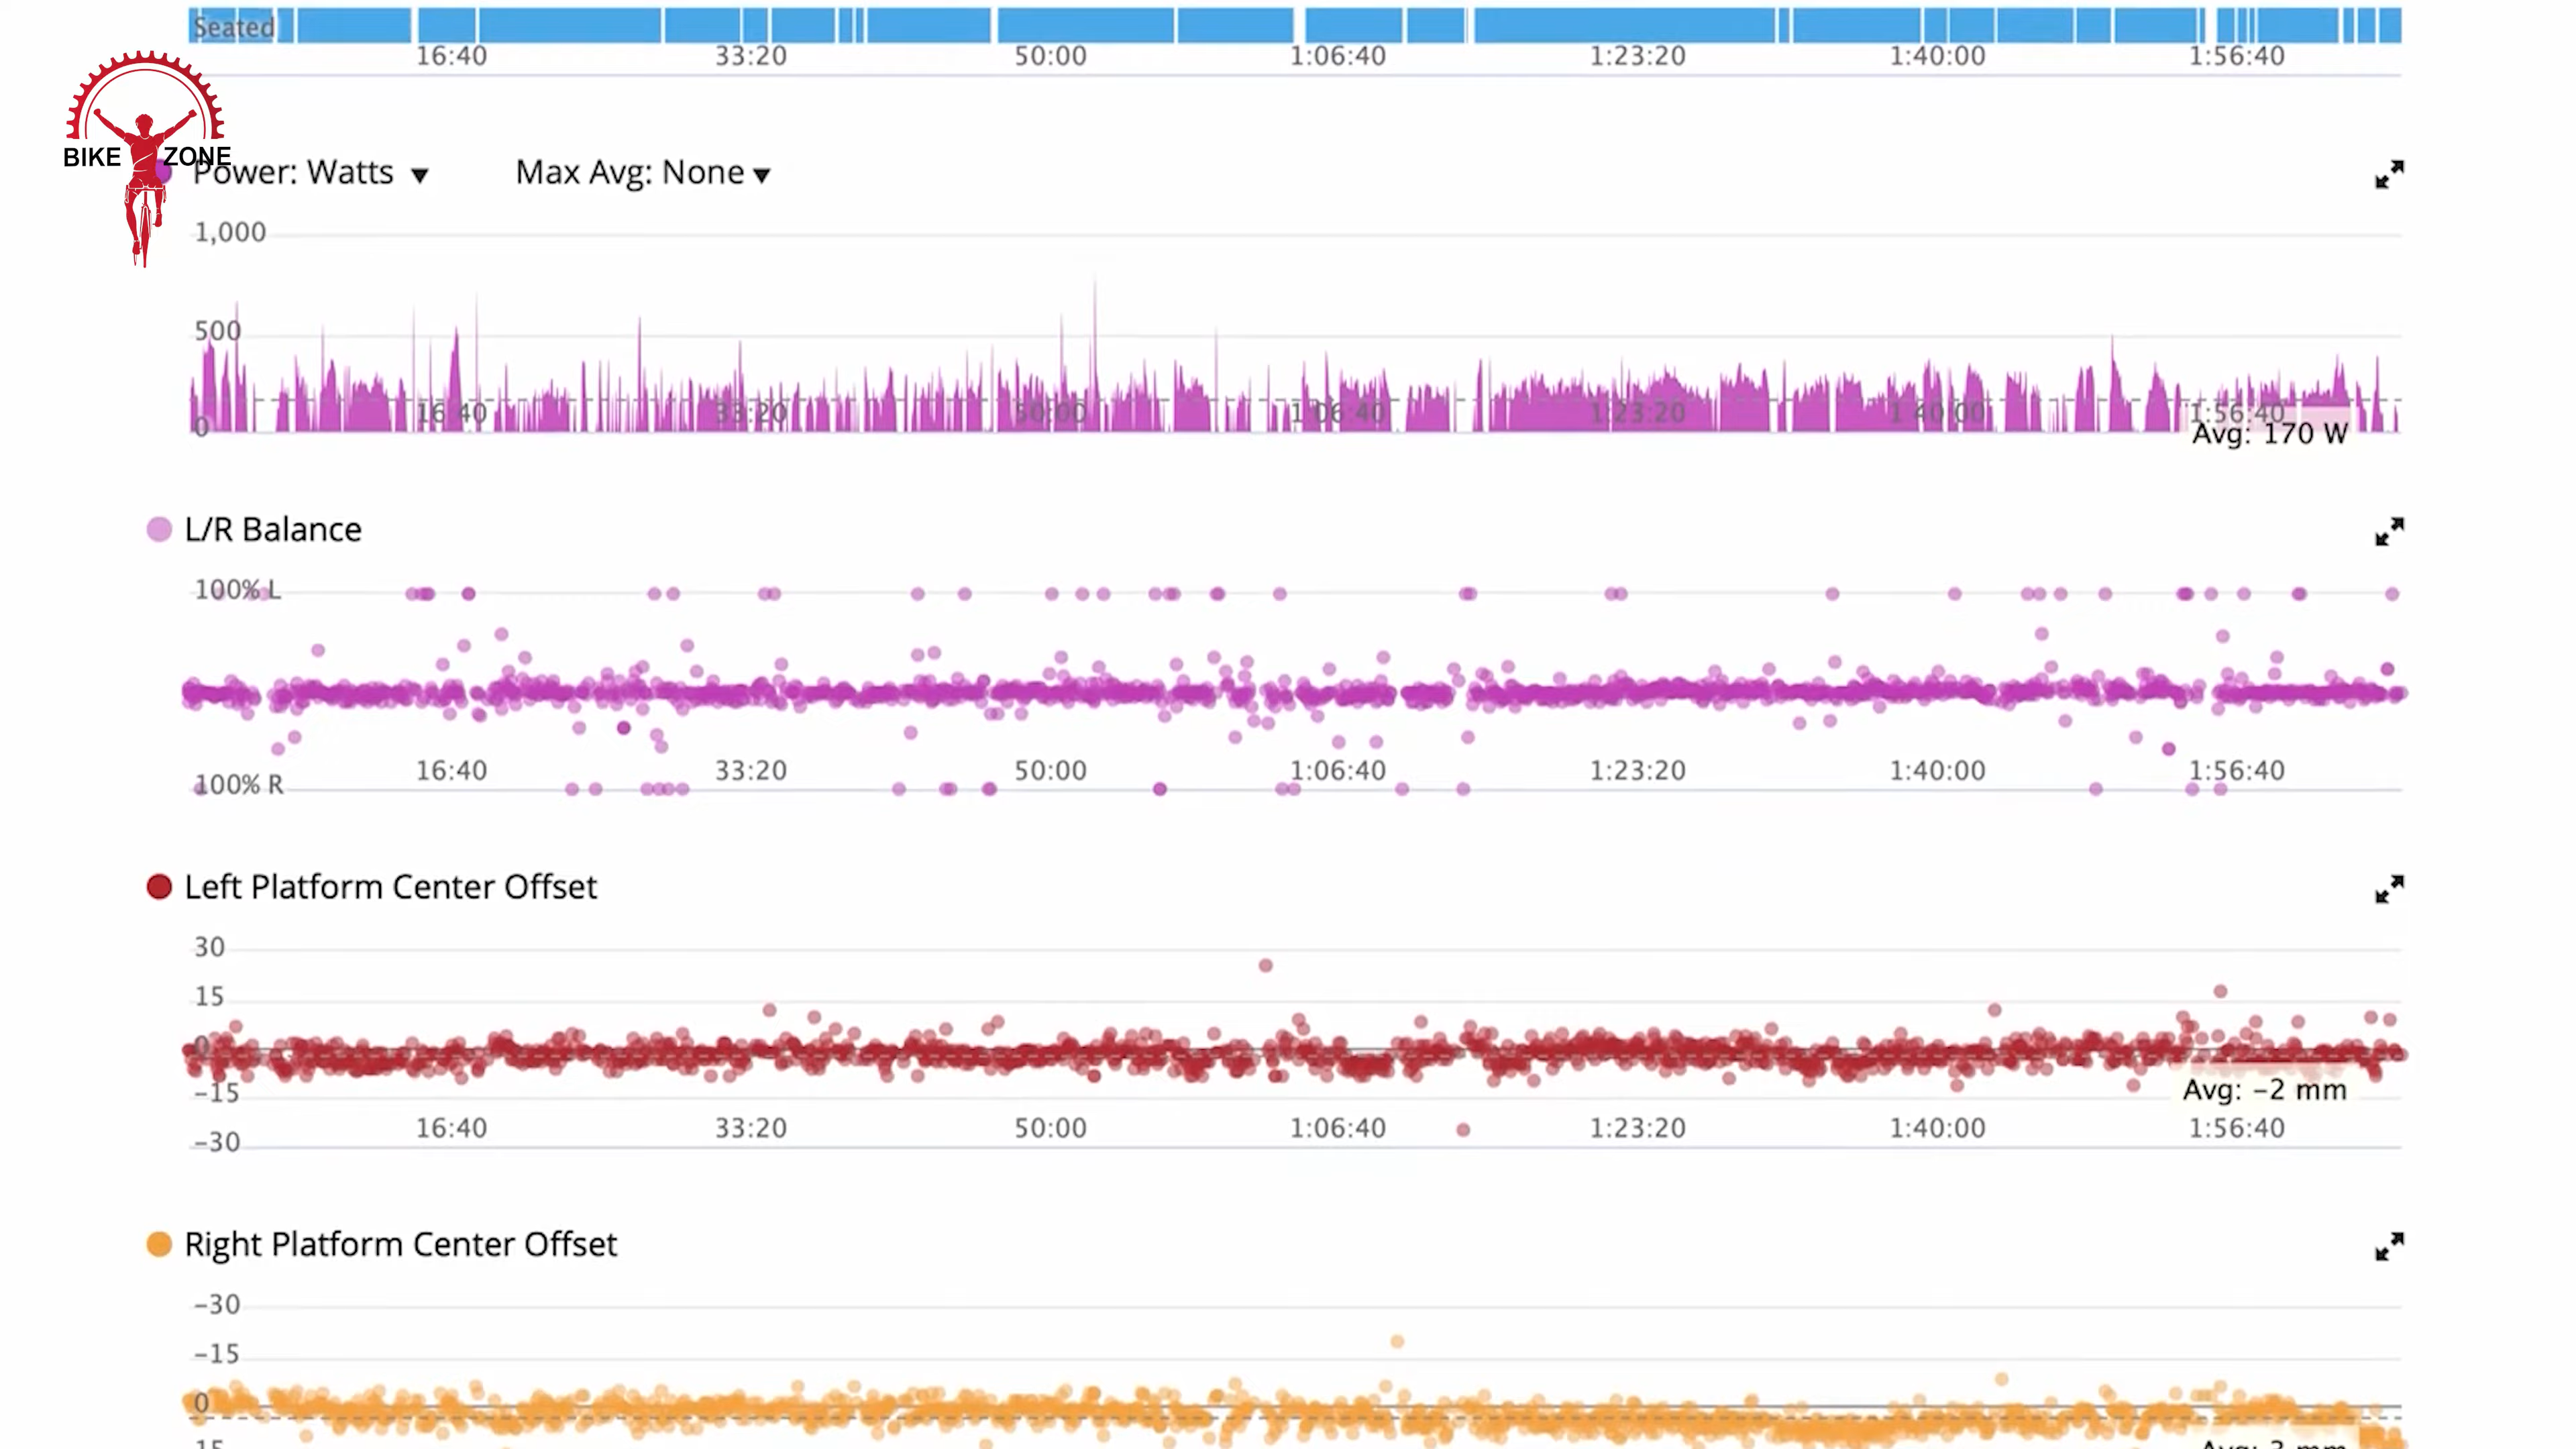 Seated
16:40 33:20 50:00 1:06:40 1:23:20 1:40:00 1:56:40
BIKE ZONE
Power: Watts ▼ Max Avg: None ▼
1,000
500
16:40 33:20 50:00 1:06:40 1:23:20 1:40:00 1:56:40
0
Avg: 170 W
L/R Balance
100% L
16:40 33:20 50:00 1:06:40 1:23:20 1:40:00 1:56:40
100% R
Left Platform Center Offset
30
15
0
-15
Avg: -2 mm
16:40 33:20 50:00 1:06:40 1:23:20 1:40:00 1:56:40
-30
Right Platform Center Offset
-30
-15
0